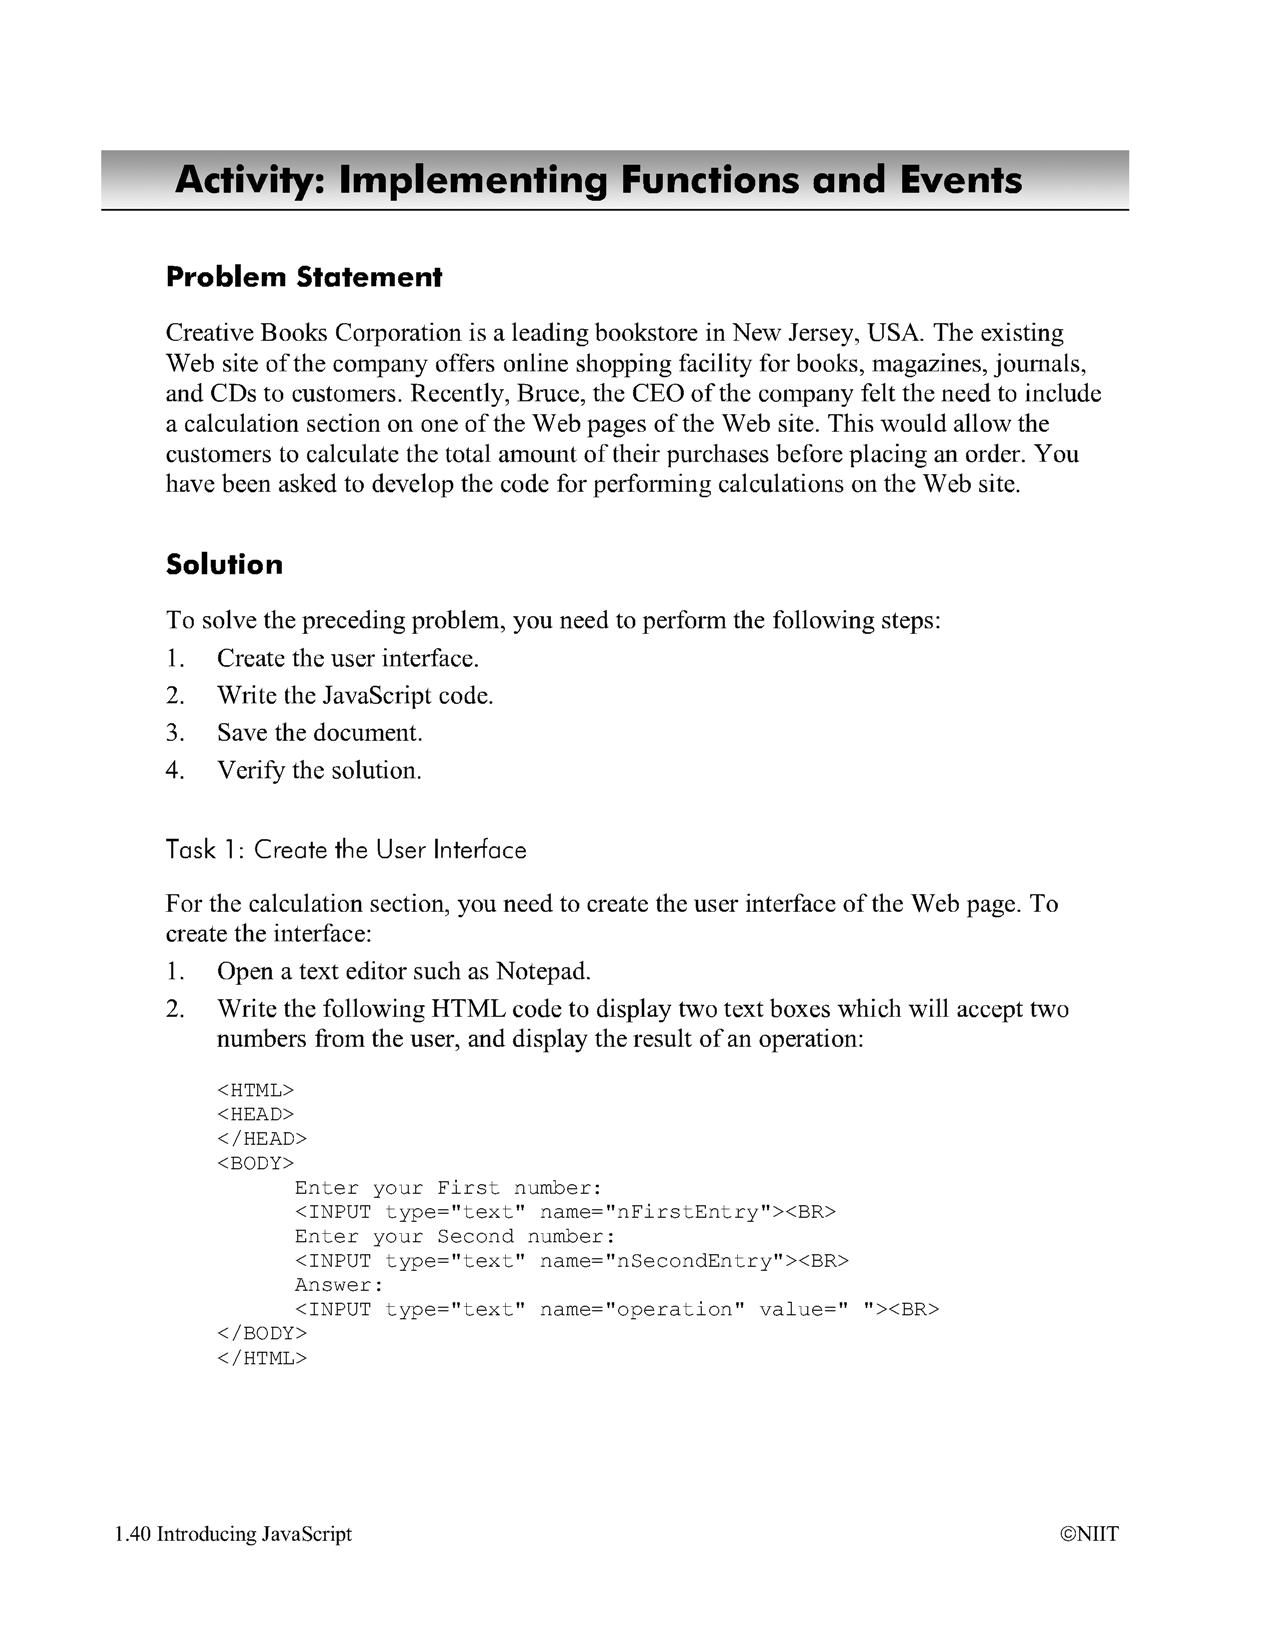 Activity: Implementing Functions and Events
Problem Statement
Creative Books Corporation is a leading bookstore in New Jersey, USA. The existing
Web site of the company offers online shopping facility for books, magazines, journals,
and CDs to customers. Recently, Bruce, the CEO of the company felt the need to include
a calculation section on one of the Web pages of the Web site. This would allow the
customers to calculate the total amount of their purchases before placing an order. You
have been asked to develop the code for performing calculations on the Web site.
Solution
To solve the preceding problem, you need to perform the following steps:
1. Create the user interface.
2. Write the JavaScript code.
3. Save the document.
4. Verify the solution.
Task 1: Create the User Interface
For the calculation section, you need to create the user interface of the Web page. To
create the interface:
1. Open a text editor such as Notepad.
2. Write the following HTML code to display two text boxes which will accept two
numbers from the user, and display the result of an operation:
<HTML>
<HEAD>
</HEAD>
<BODY>
Enter your First number:
<INPUT type="text" name="nFirstEntry"><BR>
Enter your Second number:
<INPUT type="text" name="nSecondEntry"><BR>
Answer:
<INPUT type="text" name="operation" value=" "><BR>
</BODY>
</HTML>
1.40 Introducing JavaScript ©NIIT